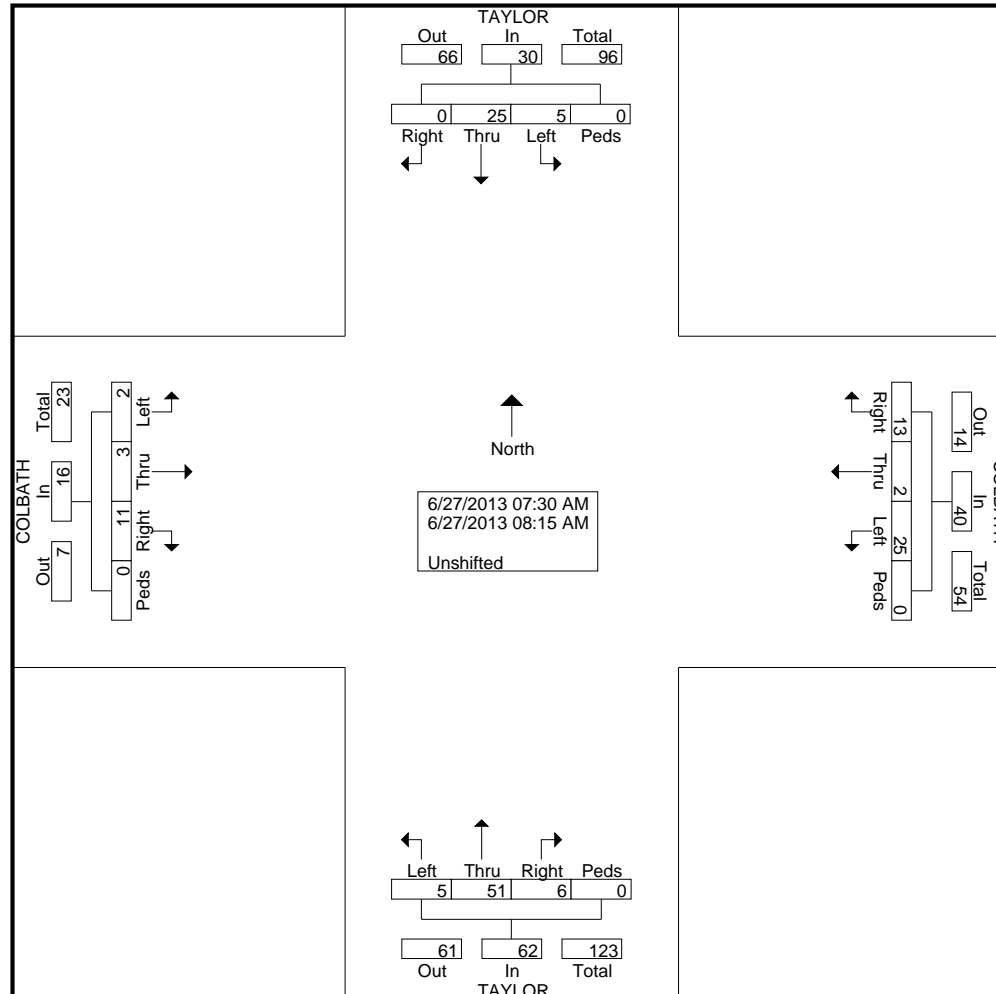 TAYLOR
Out In Total
66 30 96
0 25 5 0
Right Thru Left Peds
COLBATH
Total In Out
23 16 7
2 3 11 0
Left Thru Right Peds
North
6/27/2013 07:30 AM
6/27/2013 08:15 AM
Unshifted
Right Thru Left Peds
13 2 25 0
Out In Total
14 40 54
Left Thru Right Peds
5 51 6 0
61 62 123
Out In Total
TAYLOR